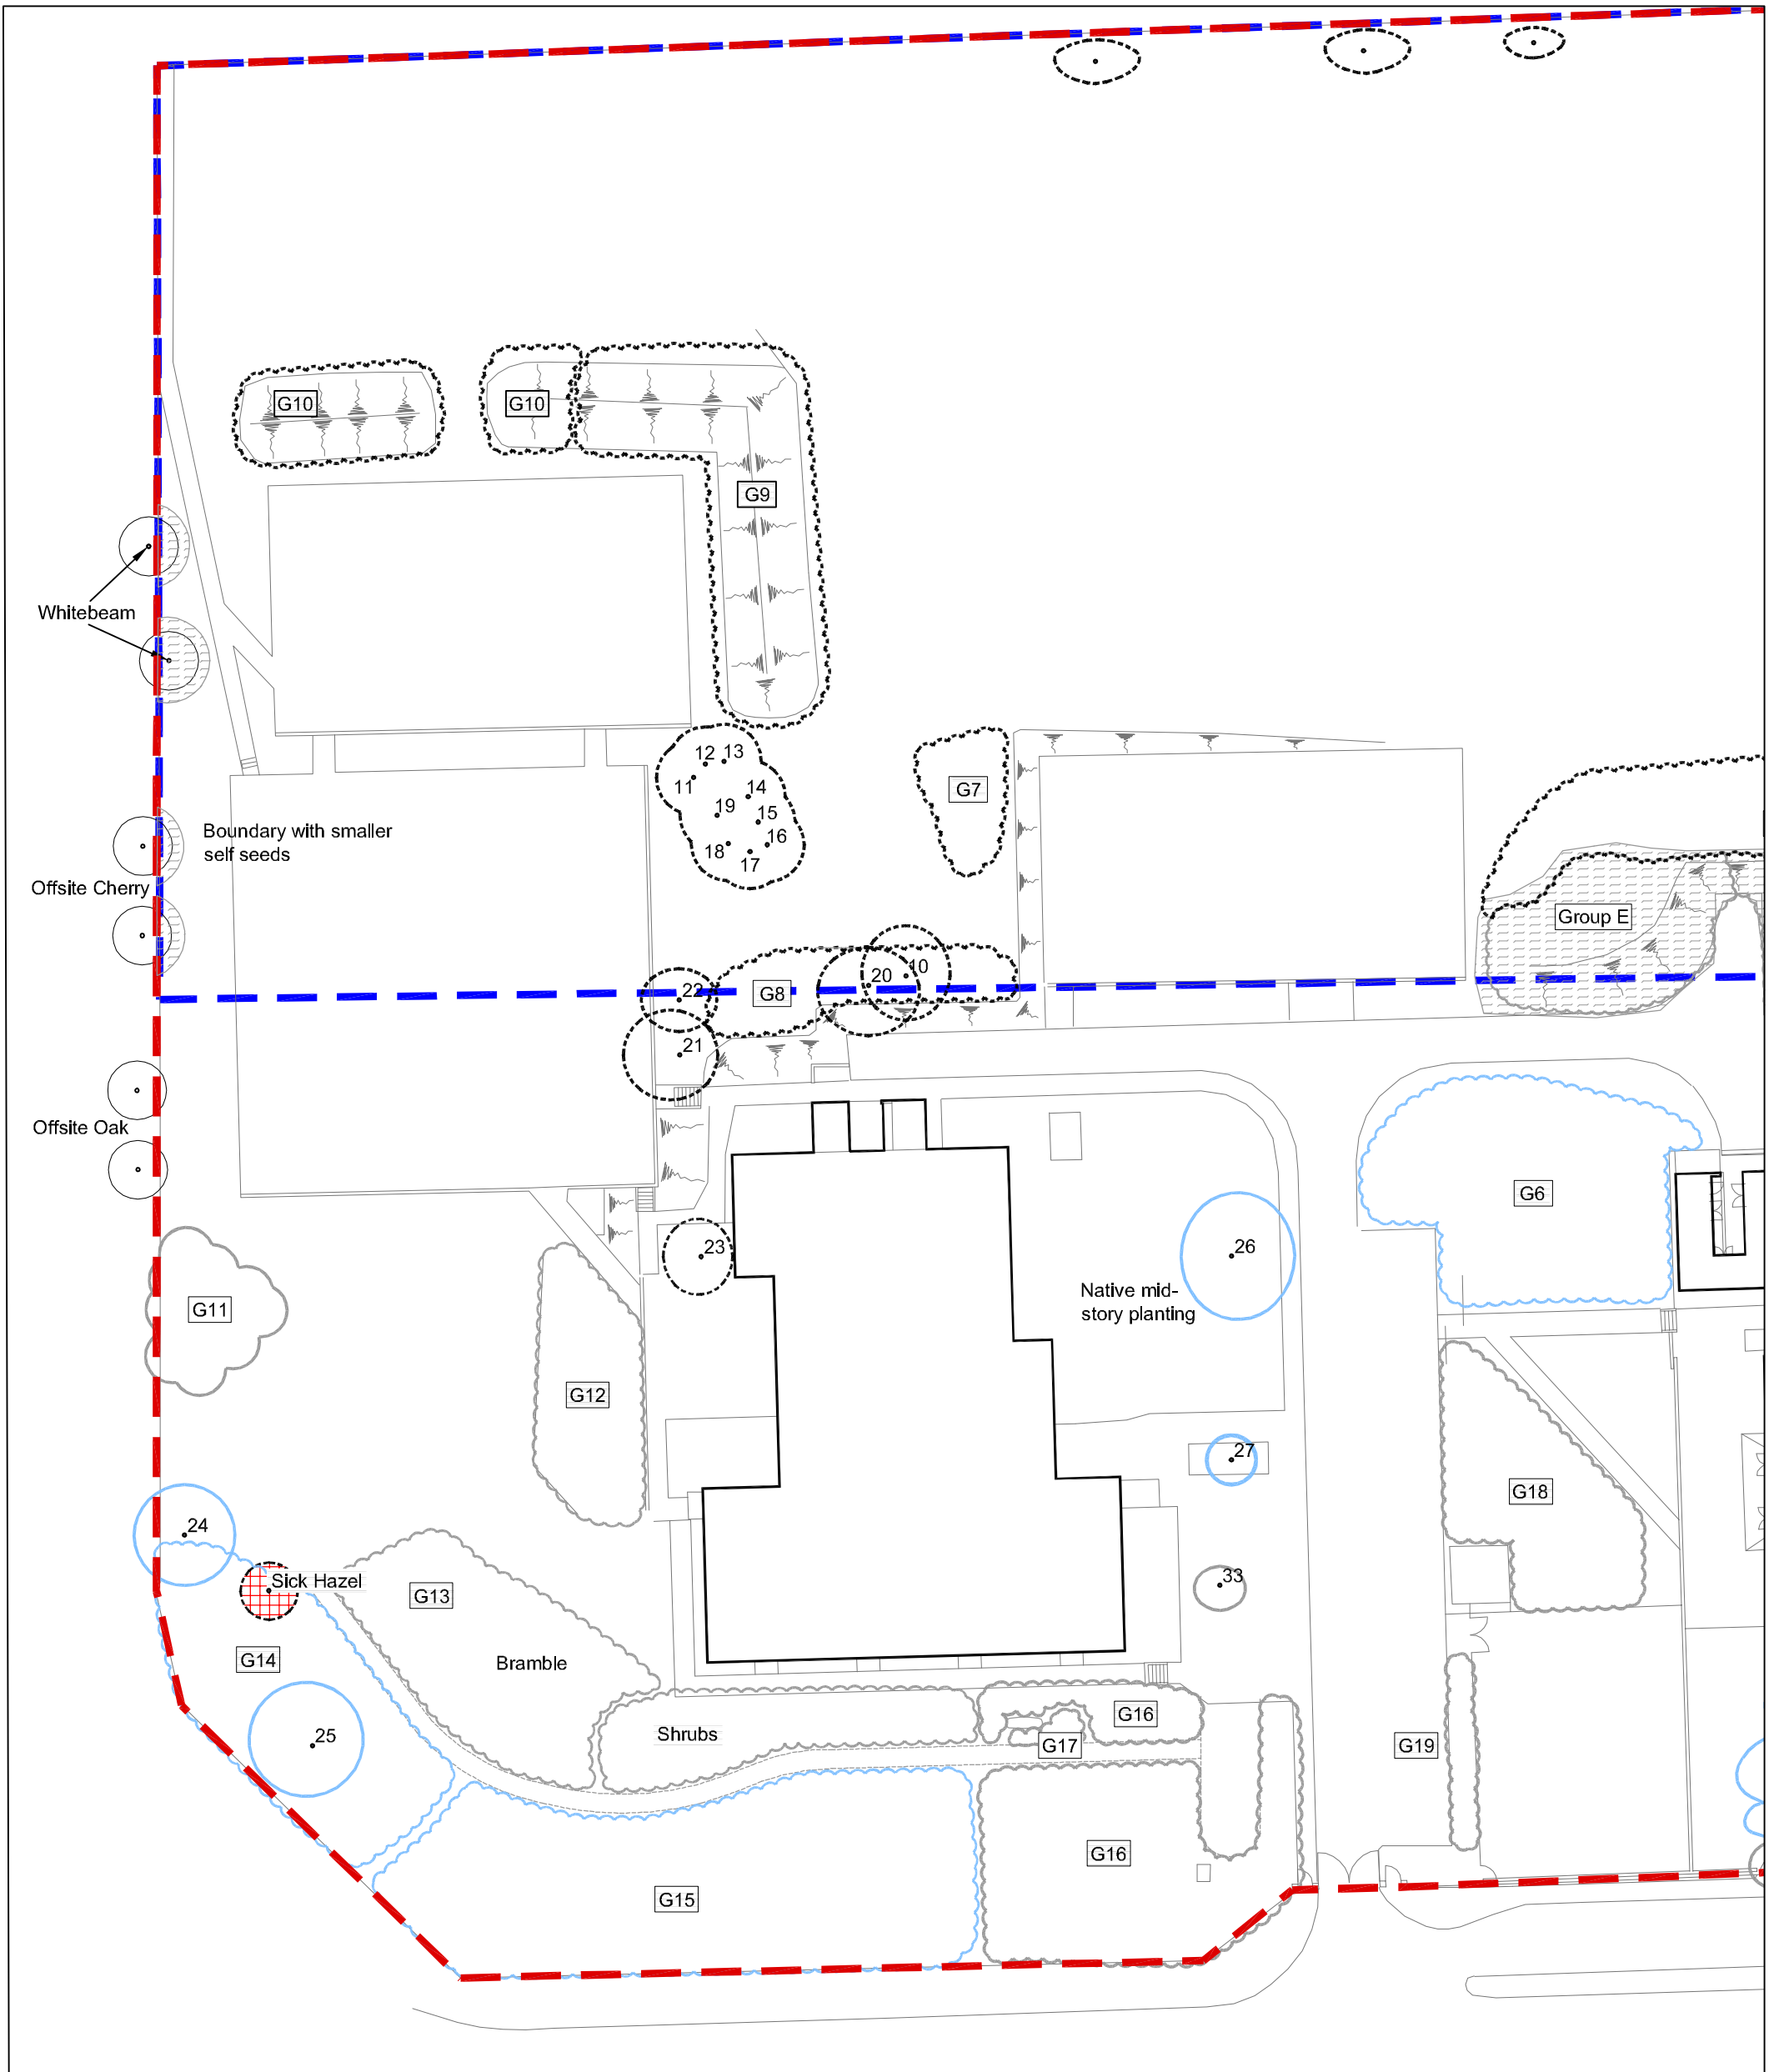 G10
G10
G9
Whitebeam
12
13
11
14
19
15
16
18
17
G7
Boundary with smaller
self seeds
Offsite Cherry
Group E
10
20
22
G8
21
Offsite Oak
G6
23
26
Native mid-
story planting
G11
G12
27
G18
24
Sick Hazel
33
G13
G14
Bramble
G16
25
Shrubs
G17
G19
G16
G15